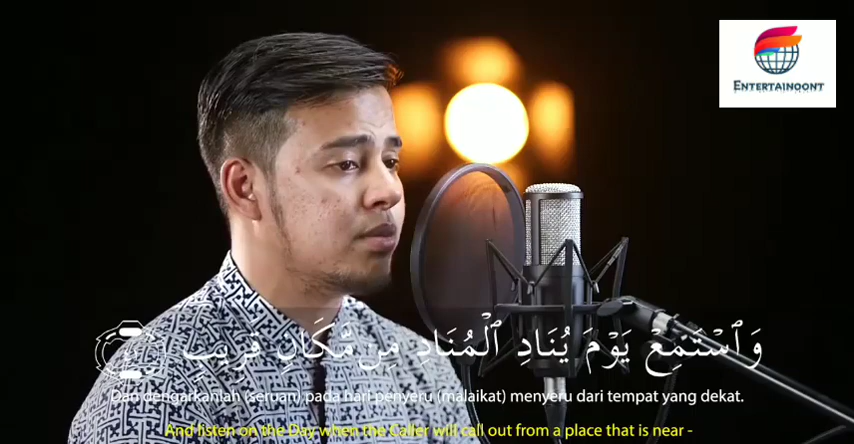 ENTERTAINOONT
وَٱسْتَمِعْ يَوْمَ يُنَادِ ٱلْمُنَادِ مِن مَّكَانٍ قَرِيبٍ
Dan dengarkanlah (seruan) pada hari penyeru (malaikat) menyeru dari tempat yang dekat.
And listen on the Day when the Caller will call out from a place that is near -